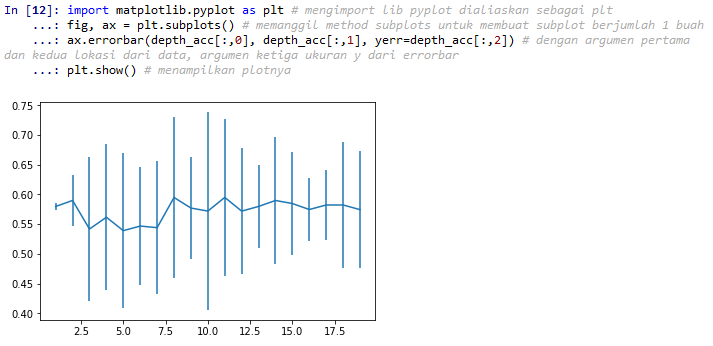 In [12]: import matplotlib.pyplot as plt # mengimport lib pyplot dialiaskan sebagai plt
...: fig, ax = plt.subplots() # memanggil method subplots untuk membuat subplot berjumlah 1 buah
...: ax.errorbar(depth_acc[:,0], depth_acc[:,1], yerr=depth_acc[:,2]) # dengan argumen pertama
dan kedua lokasi dari data, argumen ketiga ukuran y dari errorbar
...: plt.show() # menampilkan plotnya
0.75
0.70
0.65
0.60
0.55
0.50
0.45
0.40
2.5 5.0 7.5 10.0 12.5 15.0 17.5